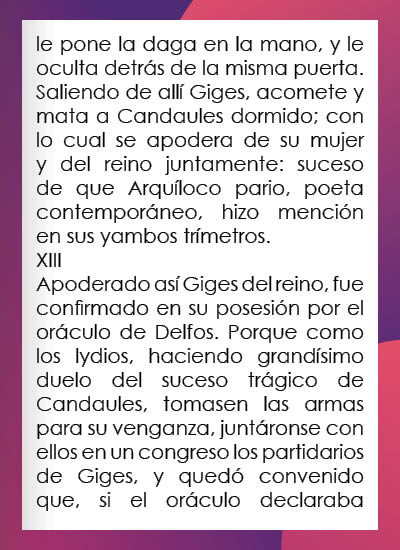 le pone la daga en la mano, y le
oculta detrás de la misma puerta.
Saliendo de allí Giges, acomete y
mata a Candaules dormido; con
lo cual se apodera de su mujer
y del reino juntamente: suceso
de que Arquíloco pario, poeta
contemporáneo, hizo mención
en sus yambos trímetros.
XIII
Apoderado así Giges del reino, fue
confirmado en su posesión por el
oráculo de Delfos. Porque como
los lydios, haciendo grandísimo
duelo del suceso trágico de
Candaules, tomasen las armas
para su venganza, juntáronse con
ellos en un congreso los partidarios
de Giges, y quedó convenido
que, si el oráculo declaraba